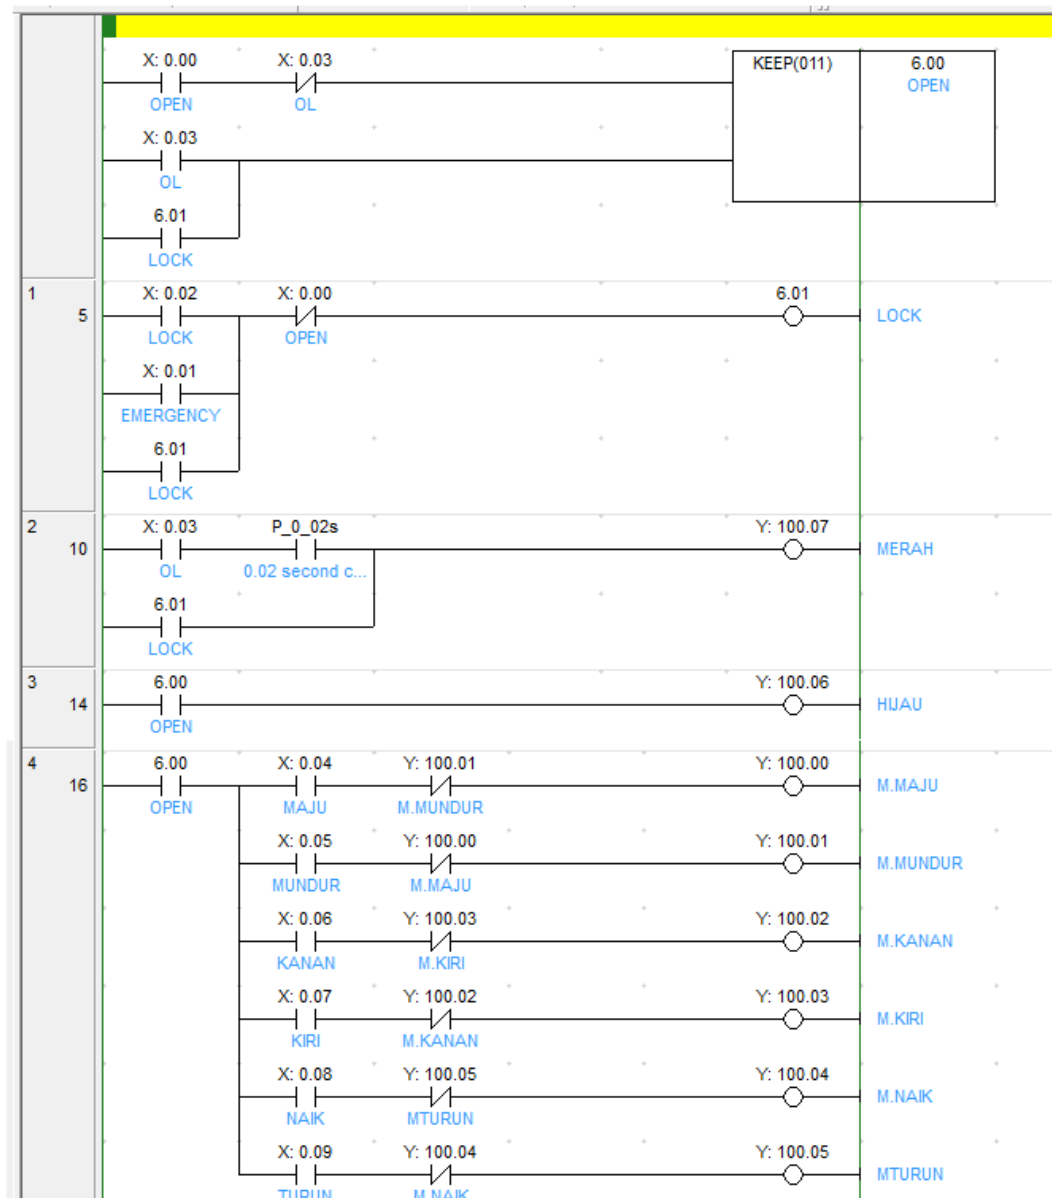 X: 0.00 X: 0.03 KEEP(011) 6.00
OPEN OL OPEN
X: 0.03
OL
6.01
LOCK
1 X: 0.02 X: 0.00 6.01
5 LOCK
LOCK OPEN
X: 0.01
EMERGENCY
6.01
LOCK
2 X: 0.03 P_0_02s Y: 100.07
10 MERAH
OL 0.02 second c...
6.01
LOCK
3 6.00 Y: 100.06
14 HIJAU
OPEN
4 6.00 X: 0.04 Y: 100.01 Y: 100.00
16 M.MAJU
OPEN MAJU M.MUNDUR
X: 0.05 Y: 100.00 Y: 100.01
M.MUNDUR
MUNDUR M.MAJU
X: 0.06 Y: 100.03 Y: 100.02
M.KANAN
KANAN M.KIRI
X: 0.07 Y: 100.02 Y: 100.03
M.KIRI
KIRI M.KANAN
X: 0.08 Y: 100.05 Y: 100.04
M.NAIK
NAIK MTURUN
X: 0.09 Y: 100.04 Y: 100.05
MTURUN
TURUN M.NAIK